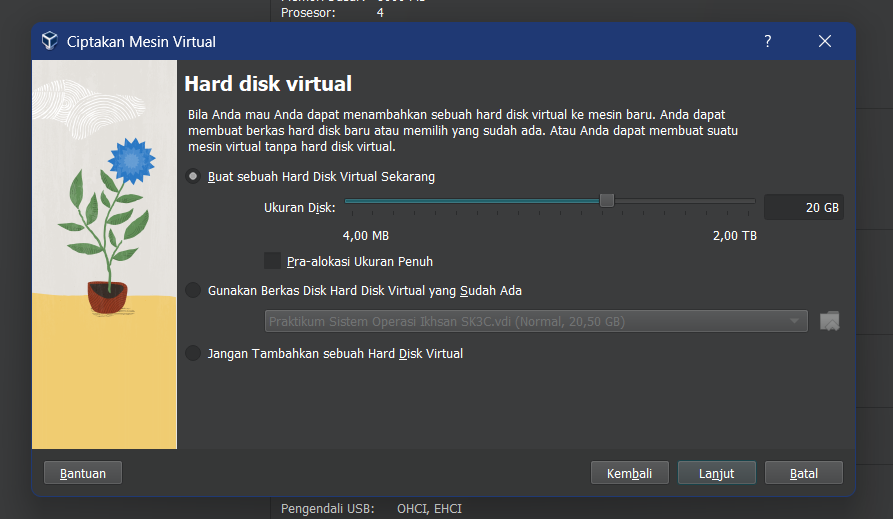 Prosesor: 4
Ciptakan Mesin Virtual
?
Hard disk virtual
Bila Anda mau Anda dapat menambahkan sebuah hard disk virtual ke mesin baru. Anda dapat
membuat berkas hard disk baru atau memilih yang sudah ada. Atau Anda dapat membuat suatu
mesin virtual tanpa hard disk virtual.
Buat sebuah Hard Disk Virtual Sekarang
Ukuran Disk: 20 GB
4,00 MB 2,00 TB
Pra-alokasi Ukuran Penuh
Gunakan Berkas Disk Hard Disk Virtual yang Sudah Ada
Praktikum Sistem Operasi Ikhsan SK3C.vdi (Normal, 20,50 GB)
Jangan Tambahkan sebuah Hard Disk Virtual
Bantuan Kembali Lanjut Batal
Pengendali USB: OHCI, EHCI